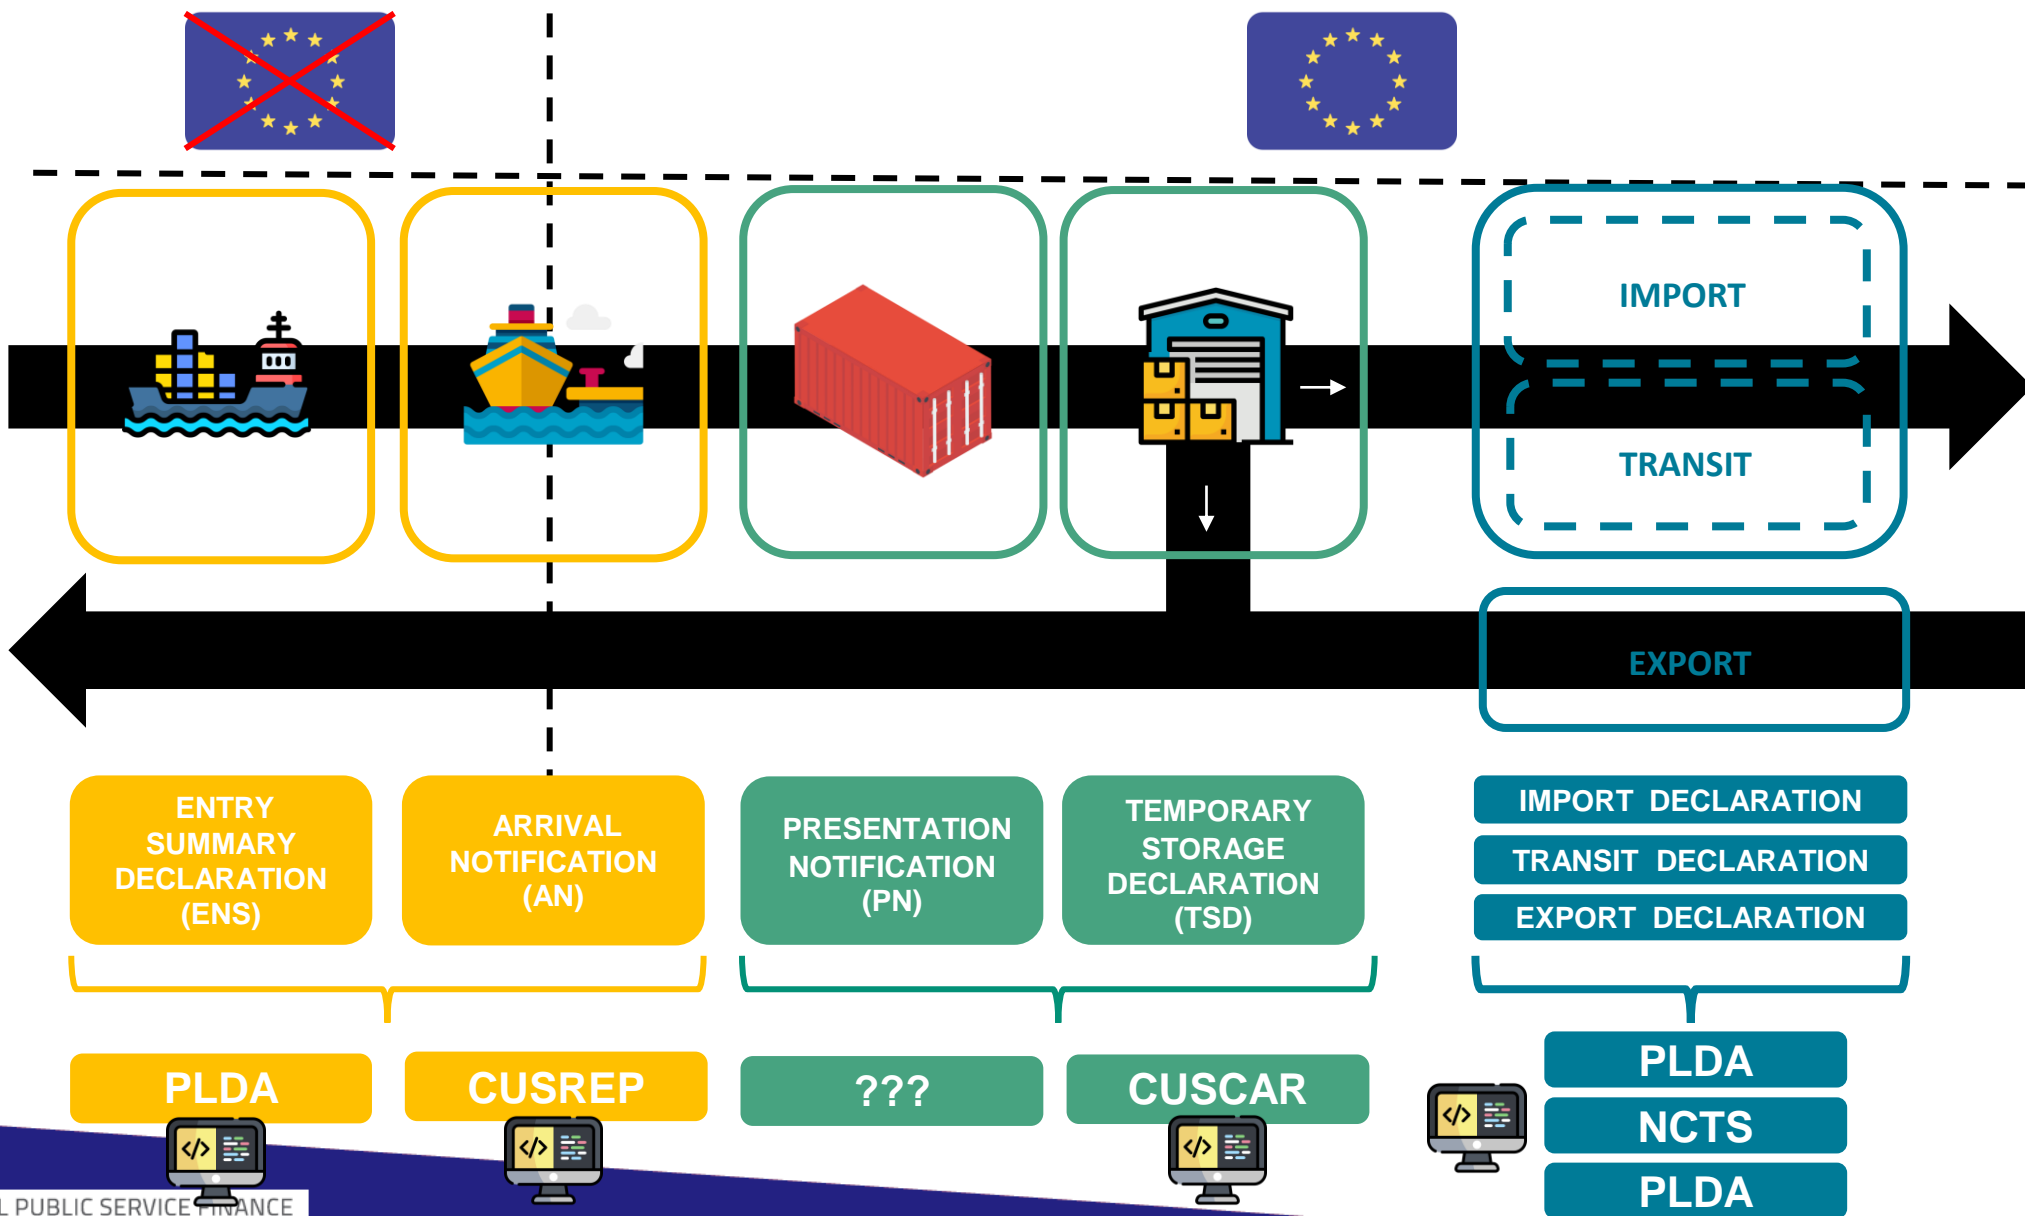 IMPORT
TRANSIT
EXPORT
ENTRY
SUMMARY
DECLARATION
(ENS)
ARRIVAL
NOTIFICATION
(AN)
PRESENTATION
NOTIFICATION
(PN)
TEMPORARY
STORAGE
DECLARATION
(TSD)
IMPORT DECLARATION
TRANSIT DECLARATION
EXPORT DECLARATION
PLDA
CUSREP
???
CUSCAR
PLDA
NCTS
PLDA
</>
</>
</>
</>
L PUBLIC SERVICE FINANCE